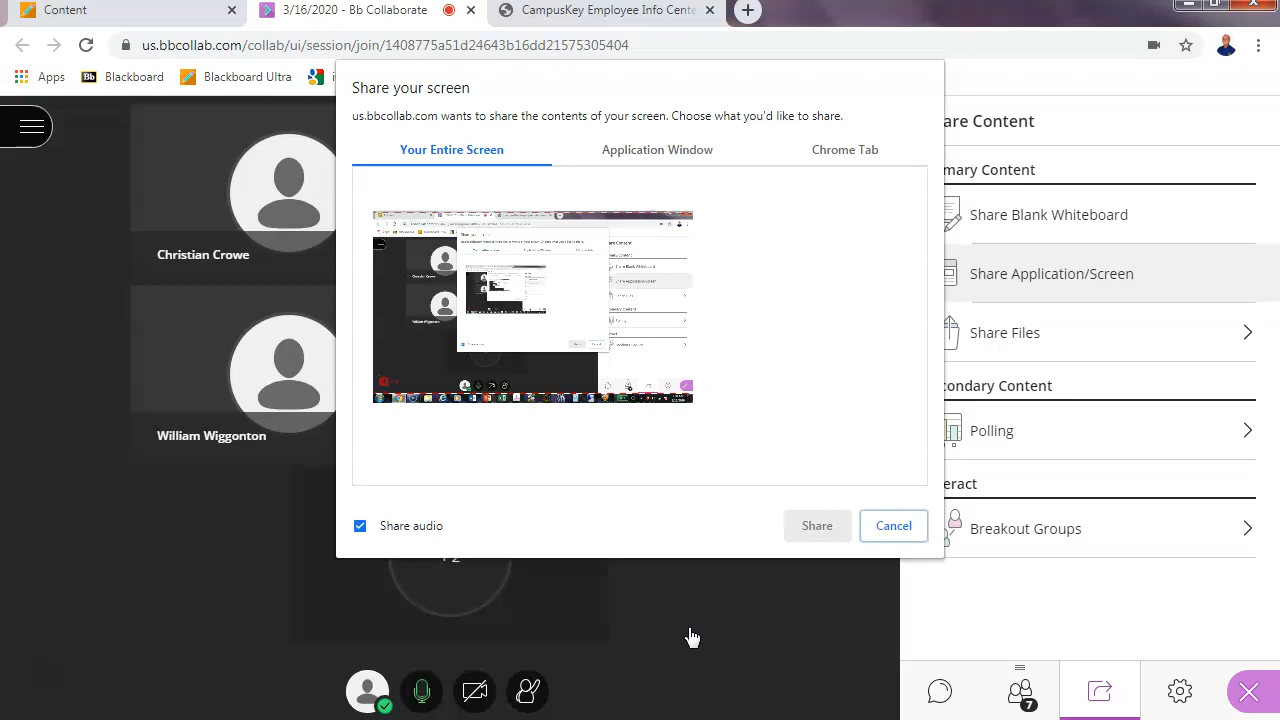 Content
3/16/2020 - Bb Collaborate
CampusKey Employee Info Cente
us.bbcollab.com/collab/ui/session/join/1408775a51d24643b16dd21575305404
Apps
Bb Blackboard
Blackboard Ultra
Share your screen
us.bbcollab.com wants to share the contents of your screen. Choose what you'd like to share.
Your Entire Screen
Application Window
Chrome Tab
Share audio
Share
Cancel
Christian Crowe
William Wiggonton
are Content
mary Content
Share Blank Whiteboard
Share Application/Screen
Share Files
condary Content
Polling
eract
Breakout Groups
7